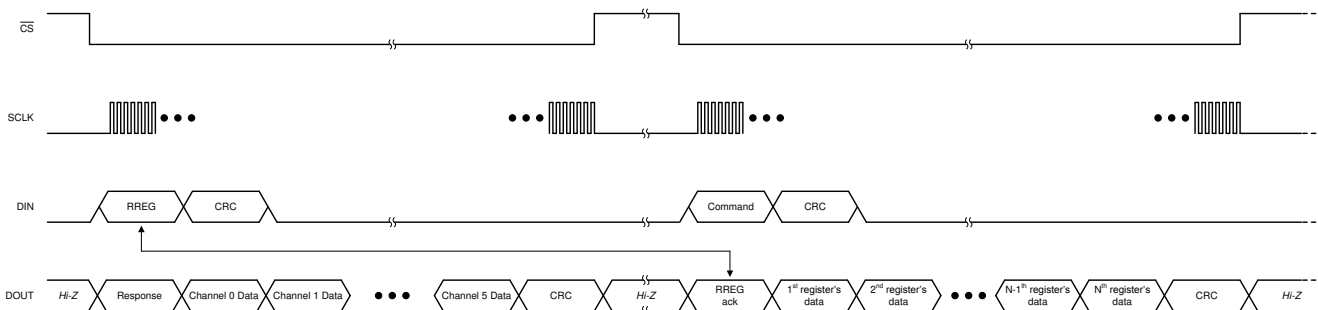 CS
SCLK
DIN
RREG
CRC
Command
CRC
DOUT
Hi-Z
Response
Channel 0 Data
Channel 1 Data
Channel 5 Data
CRC
Hi-Z
RREG
ack
1st register's
data
2nd register's
data
N-1th register's
data
Nth register's
data
CRC
Hi-Z